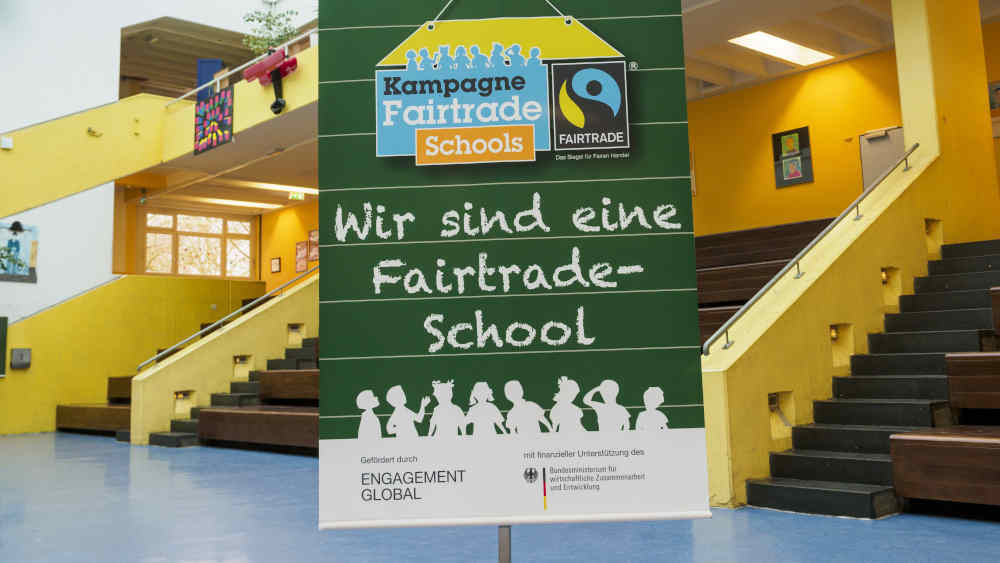 Kampagne
Fairtrade
Schools
®
FAIRTRADE
Das Siegel für Fairen Handel
Wir sind eine
Fairtrade-
School
Gefördert durch
ENGAGEMENT
GLOBAL
mit finanzieller Unterstützung des
Bundesministerium für
wirtschaftliche Zusammenarbeit
und Entwicklung